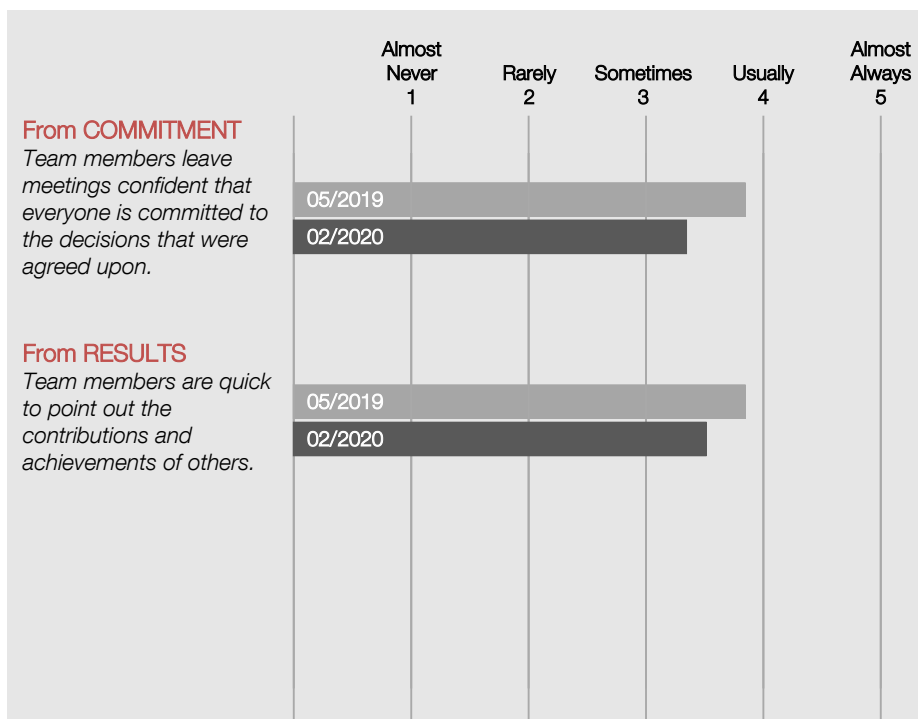 Almost
Never
1
Rarely
2
Sometimes
3
Usually
4
Almost
Always
5
From COMMITMENT
Team members leave
meetings confident that
everyone is committed to
the decisions that were
agreed upon.
05/2019
02/2020
From RESULTS
Team members are quick
to point out the
contributions and
achievements of others.
05/2019
02/2020